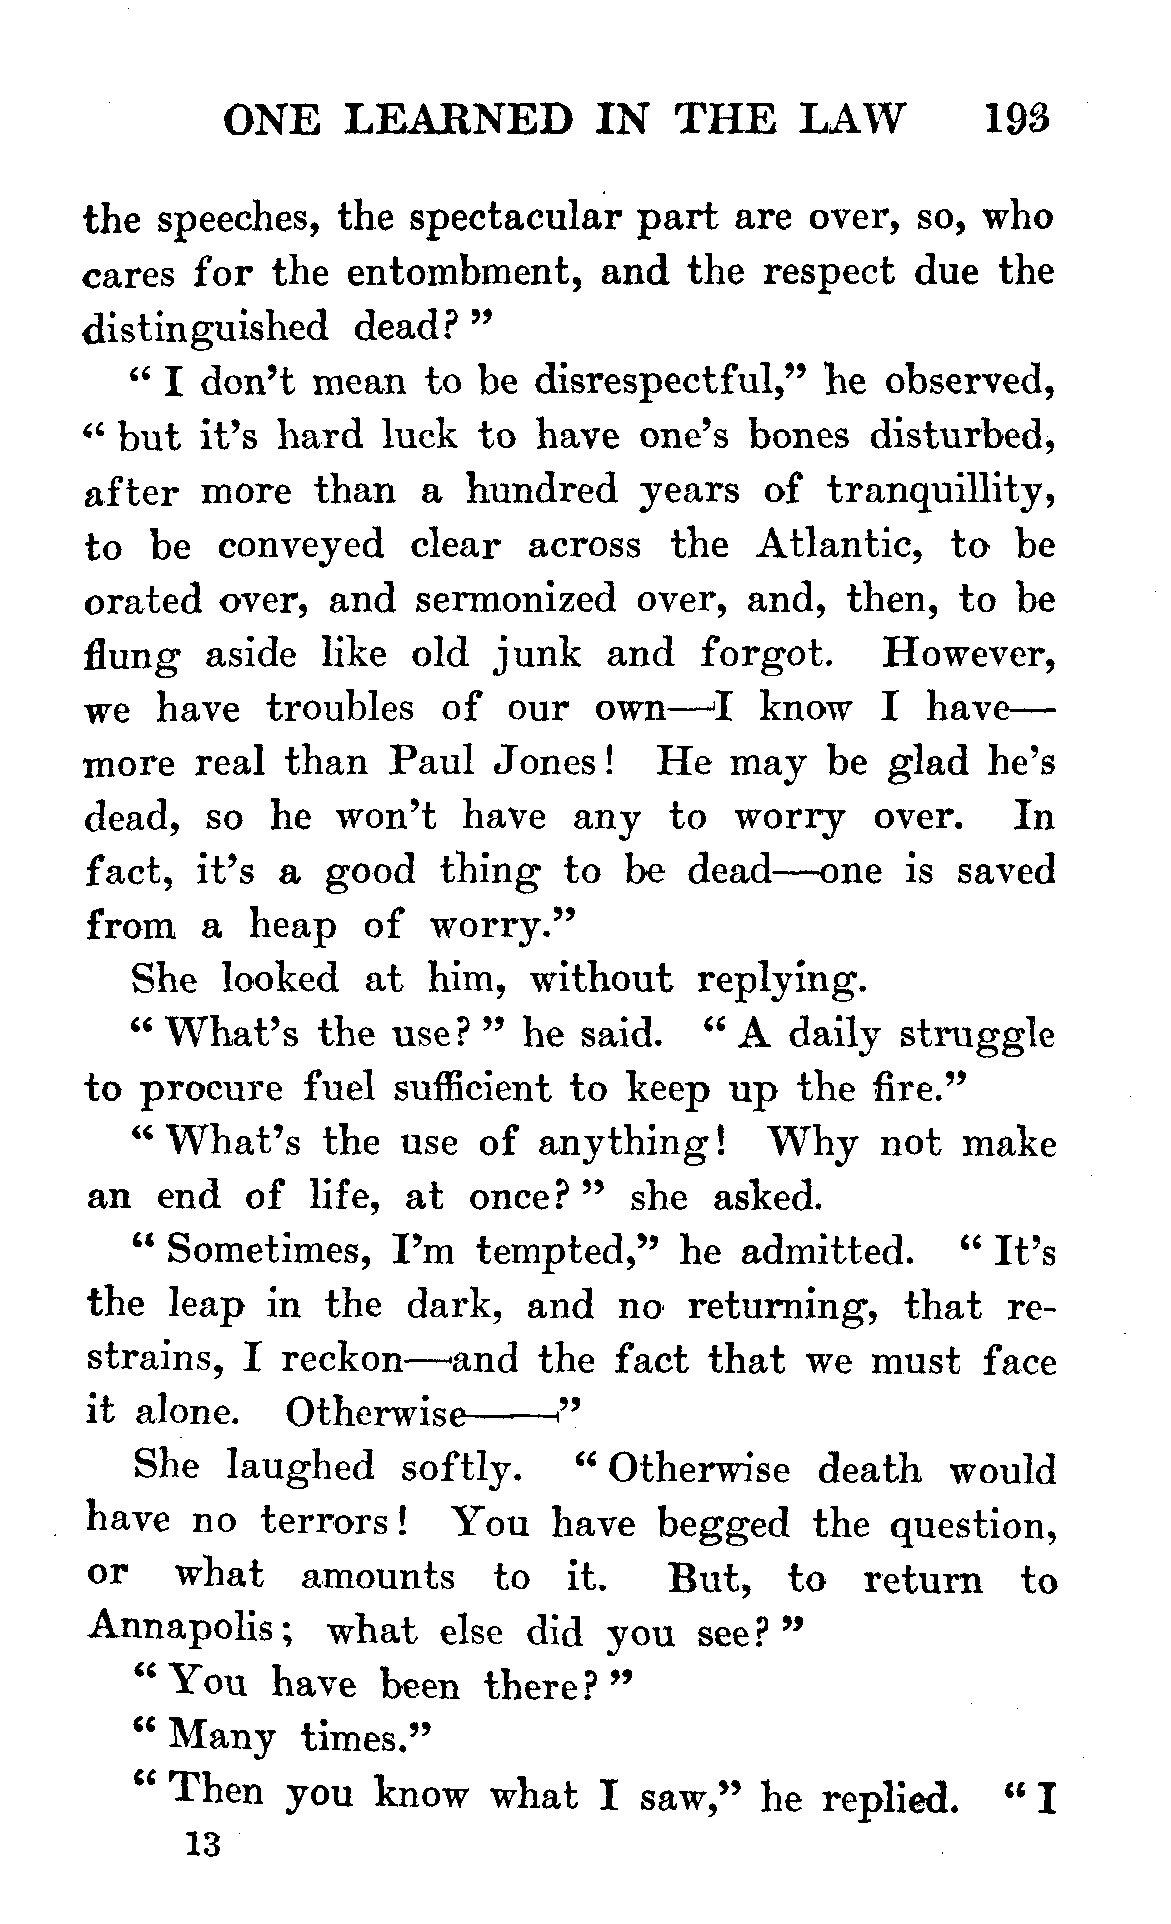 ONE LEARNED IN THE LAW 193
the speeches, the spectacular part are over, so, who
cares for the entombment, and the respect due the
distinguished dead? ”
“ I don’t mean to be disrespectful,” he observed,
“ but it’s hard luck to have one’s bones disturbed,
after more than a hundred years of tranquillity,
to be conveyed clear across the Atlantic, to be
orated over, and sermonized over, and, then, to be
flung aside like old junk and forgot. However,
we have troubles of our own—I know I have—
more real than Paul Jones! He may be glad he’s
dead, so he won’t have any to worry over. In
fact, it’s a good thing to be dead—one is saved
from a heap of worry.”
She looked at him, without replying.
“ What’s the use? ” he said. “ A daily struggle
to procure fuel sufficient to keep up the fire.”
“ What’s the use of anything! Why not make
an end of life, at once? ” she asked.
“ Sometimes, I’m tempted,” he admitted. “ It’s
the leap in the dark, and no returning, that re-
strains, I reckon—and the fact that we must face
it alone. Otherwise——”
She laughed softly. “ Otherwise death would
have no terrors! You have begged the question,
or what amounts to it. But, to return to
Annapolis; what else did you see? ”
“ You have been there? ”
“ Many times.”
“ Then you know what I saw,” he replied. “ I
13